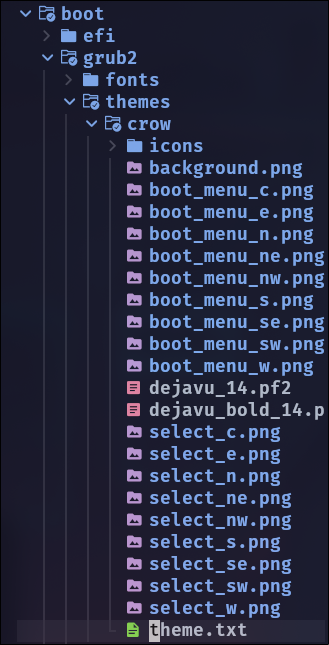 boot
efi
grub2
fonts
themes
crow
icons
background.png
boot_menu_c.png
boot_menu_e.png
boot_menu_n.png
boot_menu_ne.png
boot_menu_nw.png
boot_menu_s.png
boot_menu_se.png
boot_menu_sw.png
boot_menu_w.png
dejavu_14.pf2
dejavu_bold_14.p
select_c.png
select_e.png
select_n.png
select_ne.png
select_nw.png
select_s.png
select_se.png
select_sw.png
select_w.png
theme.txt